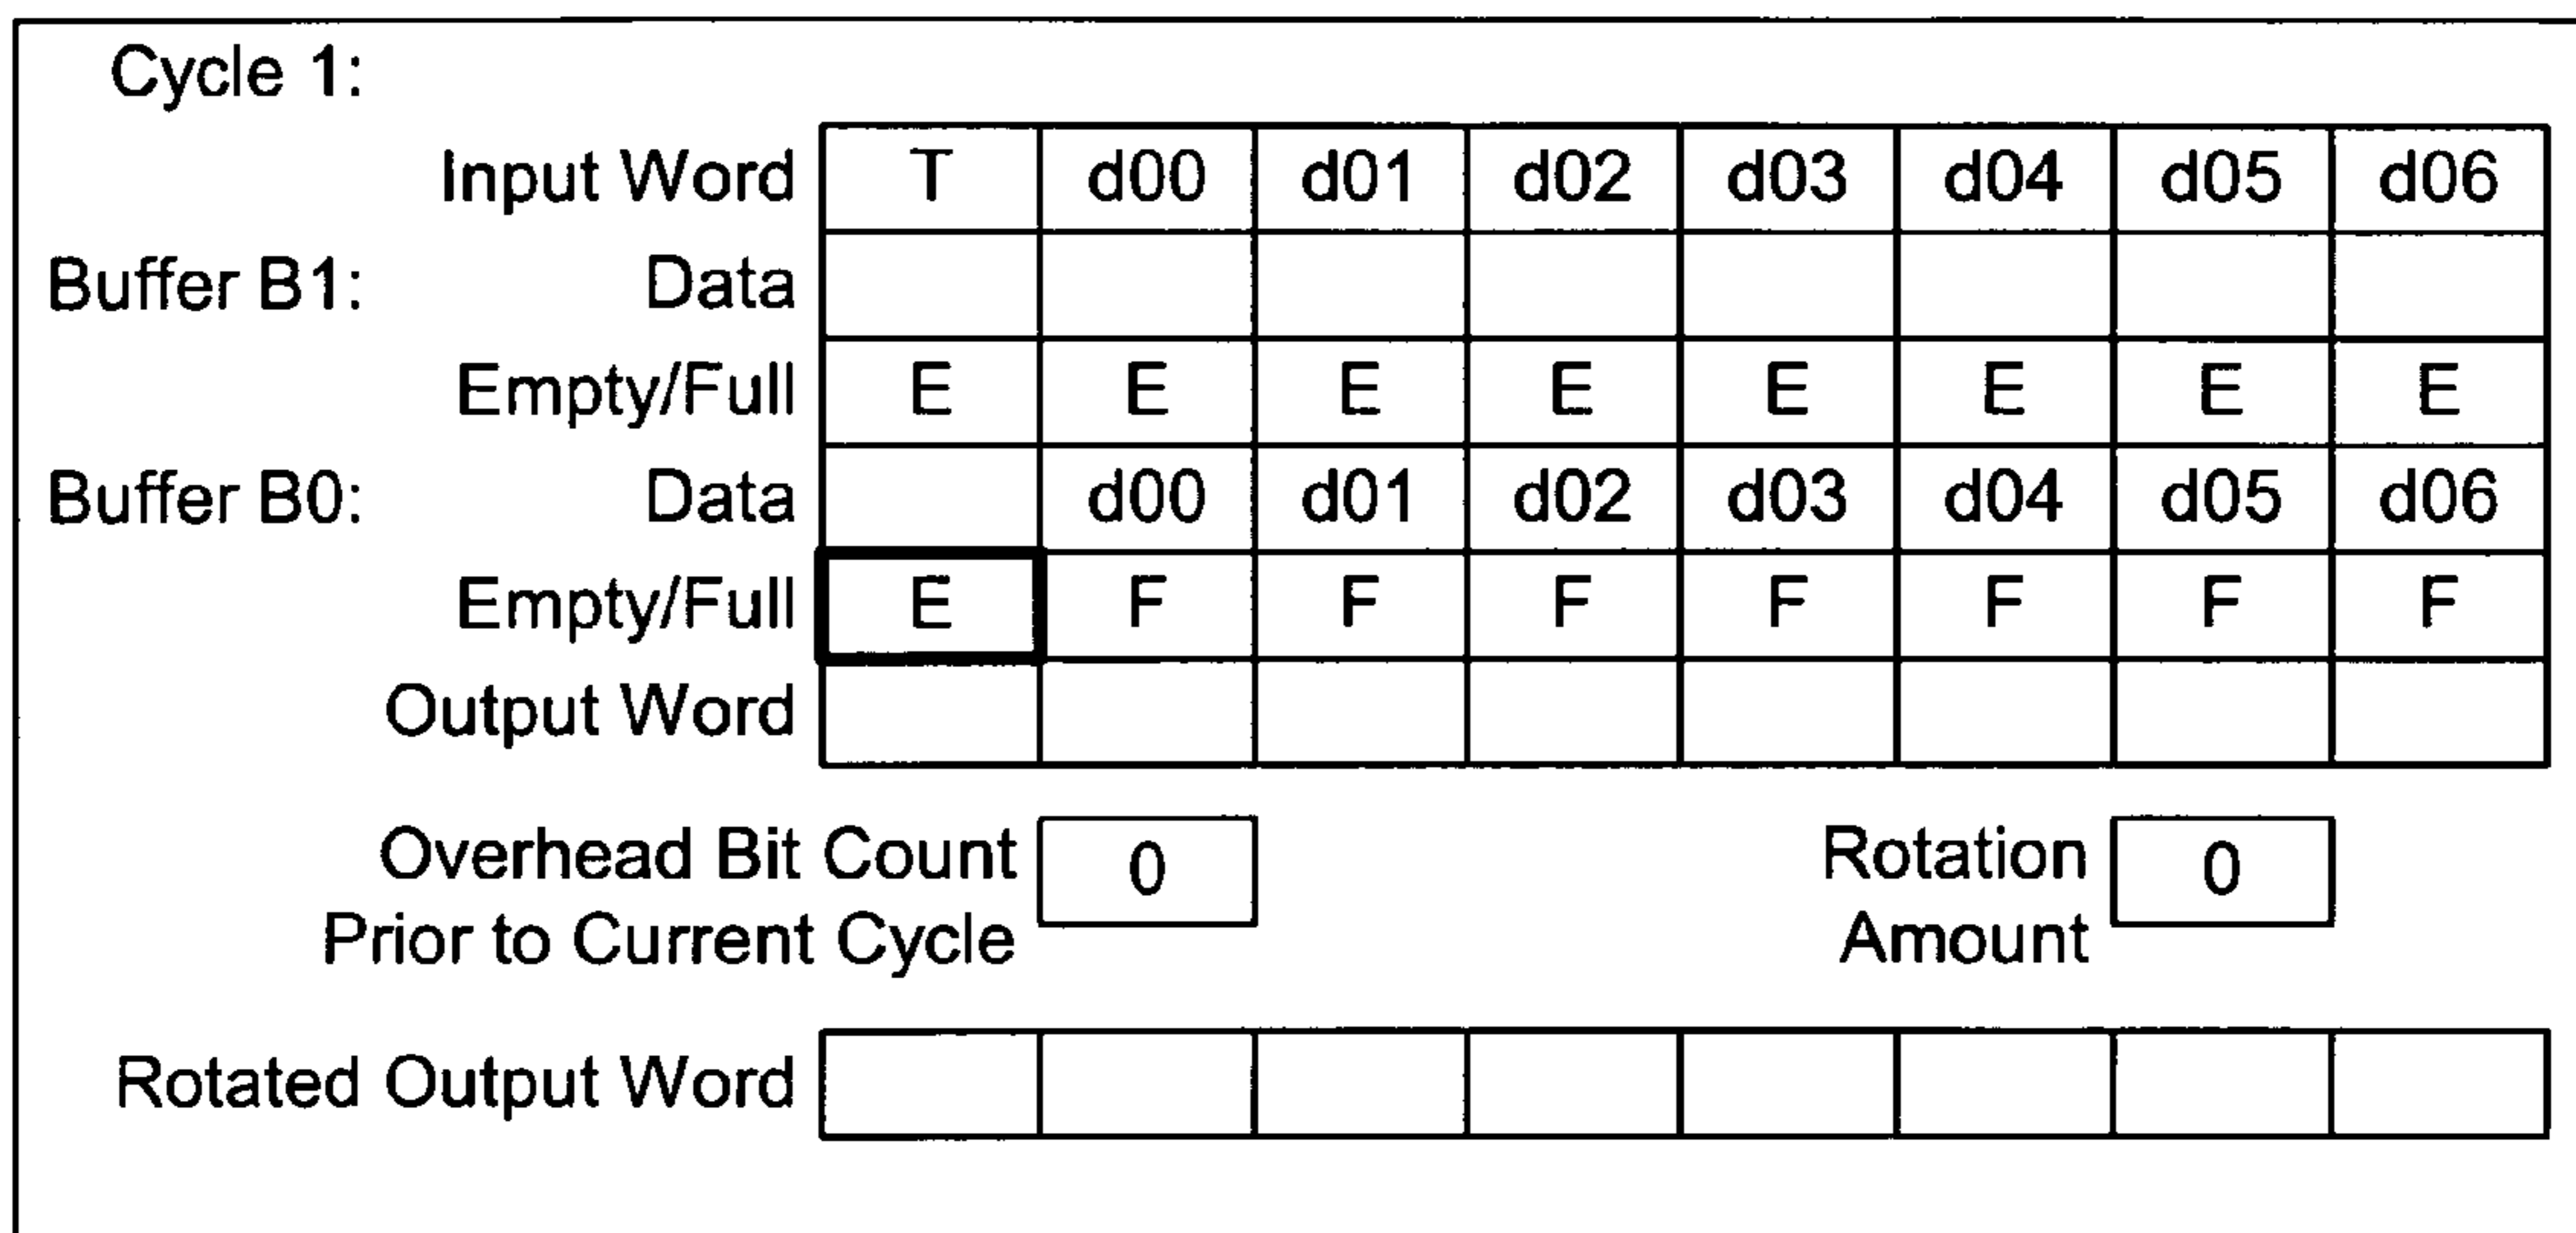 Cycle 1:
Input Word T d00 d01 d02 d03 d04 d05 d06
Buffer B1: Data
Empty/Full E E E E E E E E
Buffer B0: Data d00 d01 d02 d03 d04 d05 d06
Empty/Full E F F F F F F F
Output Word
Overhead Bit Count 0 Rotation 0
Prior to Current Cycle Amount
Rotated Output Word